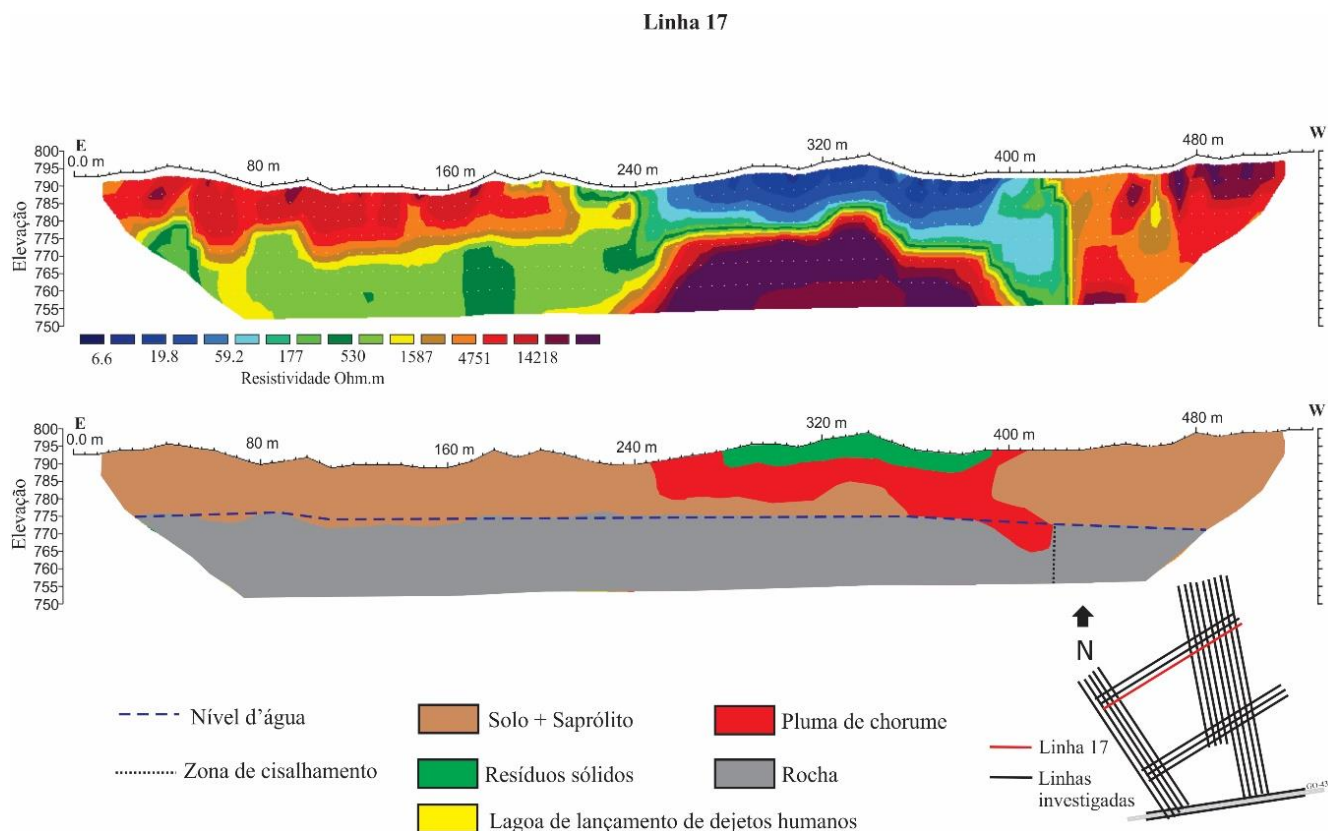 Linha 17
E
W
0.0 m
80 m
160 m
240 m
320 m
400 m
480 m
Elevação
800
795
790
785
780
775
770
765
760
755
750
6.6 19.8 59.2 177 530 1587 4751 14218
Resistividade Ohm.m
E
W
0.0 m
80 m
160 m
240 m
320 m
400 m
480 m
Elevação
800
795
790
785
780
775
770
765
760
755
750
N
Nível d'água
Solo + Saprólito
Pluma de chorume
Zona de cisalhamento
Resíduos sólidos
Rocha
Lagoa de lançamento de dejetos humanos
Linha 17
Linhas
investigadas
GO-43